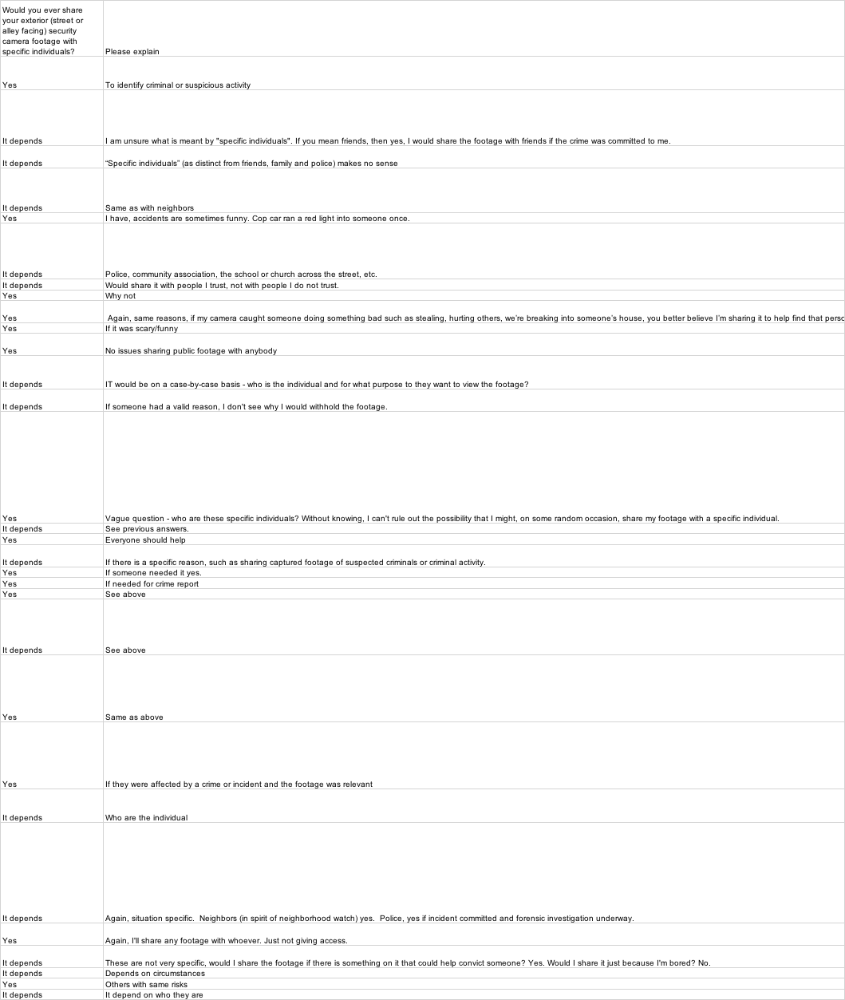 Would you ever share
your exterior (street or
alley facing) security
camera footage with
specific individuals? Please explain
Yes To identify criminal or suspicious activity
It depends I am unsure what is meant by "specific individuals". If you mean friends, then yes, I would share the footage with friends if the crime was committed to me.
It depends “Specific individuals” (as distinct from friends, family and police) makes no sense
It depends Same as with neighbors
Yes I have, accidents are sometimes funny. Cop car ran a red light into someone once.
It depends Police, community association, the school or church across the street, etc.
It depends Would share it with people I trust, not with people I do not trust.
Yes Why not
Yes Again, same reasons, if my camera caught someone doing something bad such as stealing, hurting others, we’re breaking into someone’s house, you better believe I’m sharing it to help find that perso
Yes If it was scary/funny
Yes No issues sharing public footage with anybody
It depends IT would be on a case-by-case basis - who is the individual and for what purpose to they want to view the footage?
It depends If someone had a valid reason, I don't see why I would withhold the footage.
Yes Vague question - who are these specific individuals? Without knowing, I can't rule out the possibility that I might, on some random occasion, share my footage with a specific individual.
It depends See previous answers.
Yes Everyone should help
It depends If there is a specific reason, such as sharing captured footage of suspected criminals or criminal activity.
Yes If someone needed it yes.
Yes If needed for crime report
Yes See above
It depends See above
Yes Same as above
Yes If they were affected by a crime or incident and the footage was relevant
It depends Who are the individual
It depends Again, situation specific.  Neighbors (in spirit of neighborhood watch) yes.  Police, yes if incident committed and forensic investigation underway.
Yes Again, I'll share any footage with whoever. Just not giving access.
It depends These are not very specific, would I share the footage if there is something on it that could help convict someone? Yes. Would I share it just because I'm bored? No.
It depends Depends on circumstances
Yes Others with same risks
It depends It depend on who they are